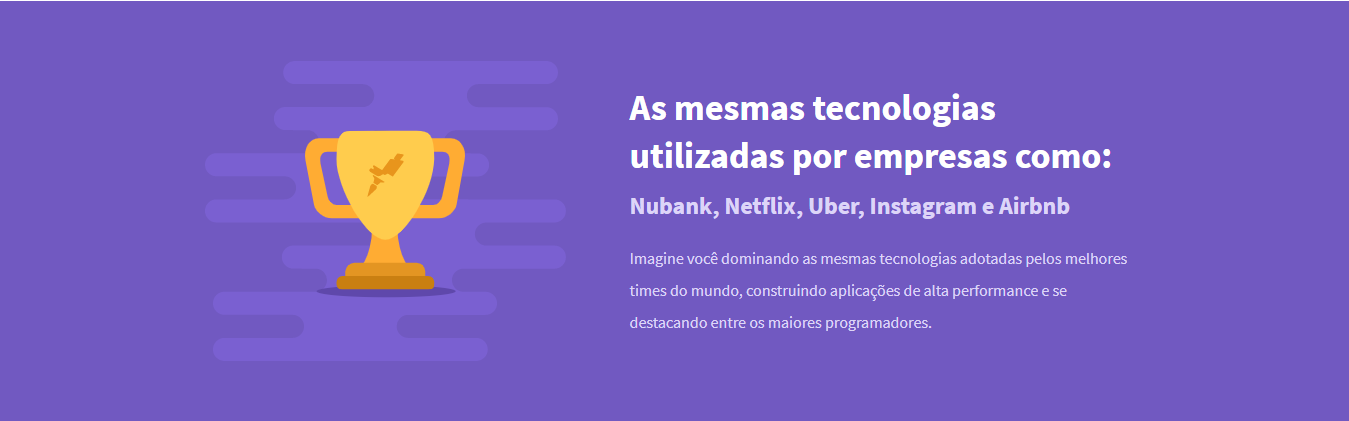 As mesmas tecnologias
utilizadas por empresas como:
Nubank, Netflix, Uber, Instagram e Airbnb
Imagine você dominando as mesmas tecnologias adotadas pelos melhores
times do mundo, construindo aplicações de alta performance e se
destacando entre os maiores programadores.